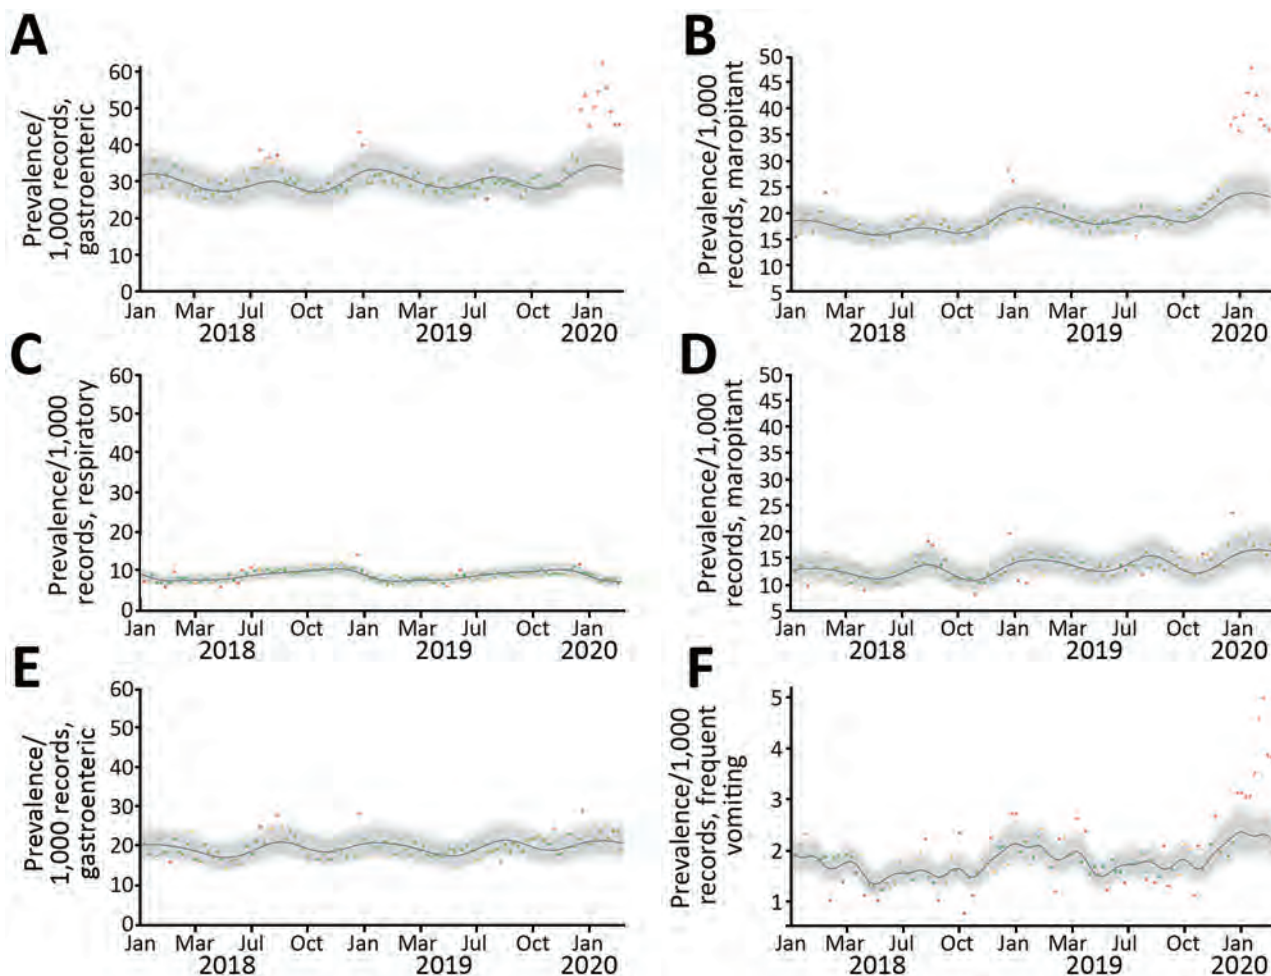 A
Prevalence/
1,000 records,
gastroenteric
60
50
40
30
20
10
0
Jan Mar Jul Oct Jan Mar Jul Oct Jan
2018 2019 2020
B
Prevalence/1,000
records, maropitant
50
45
40
35
30
25
20
15
10
5
Jan Mar Jul Oct Jan Mar Jul Oct Jan
2018 2019 2020
C
Prevalence/1,000
records, respiratory
60
50
40
30
20
10
0
Jan Mar Jul Oct Jan Mar Jul Oct Jan
2018 2019 2020
D
Prevalence/1,000
records, maropitant
50
45
40
35
30
25
20
15
10
5
Jan Mar Jul Oct Jan Mar Jul Oct Jan
2018 2019 2020
E
Prevalence/
1,000 records,
gastroenteric
60
50
40
30
20
10
0
Jan Mar Jul Oct Jan Mar Jul Oct Jan
2018 2019 2020
F
Prevalence/1,000
records, frequent
vomiting
5
4
3
2
1
Jan Mar Jul Oct Jan Mar Jul Oct Jan
2018 2019 2020